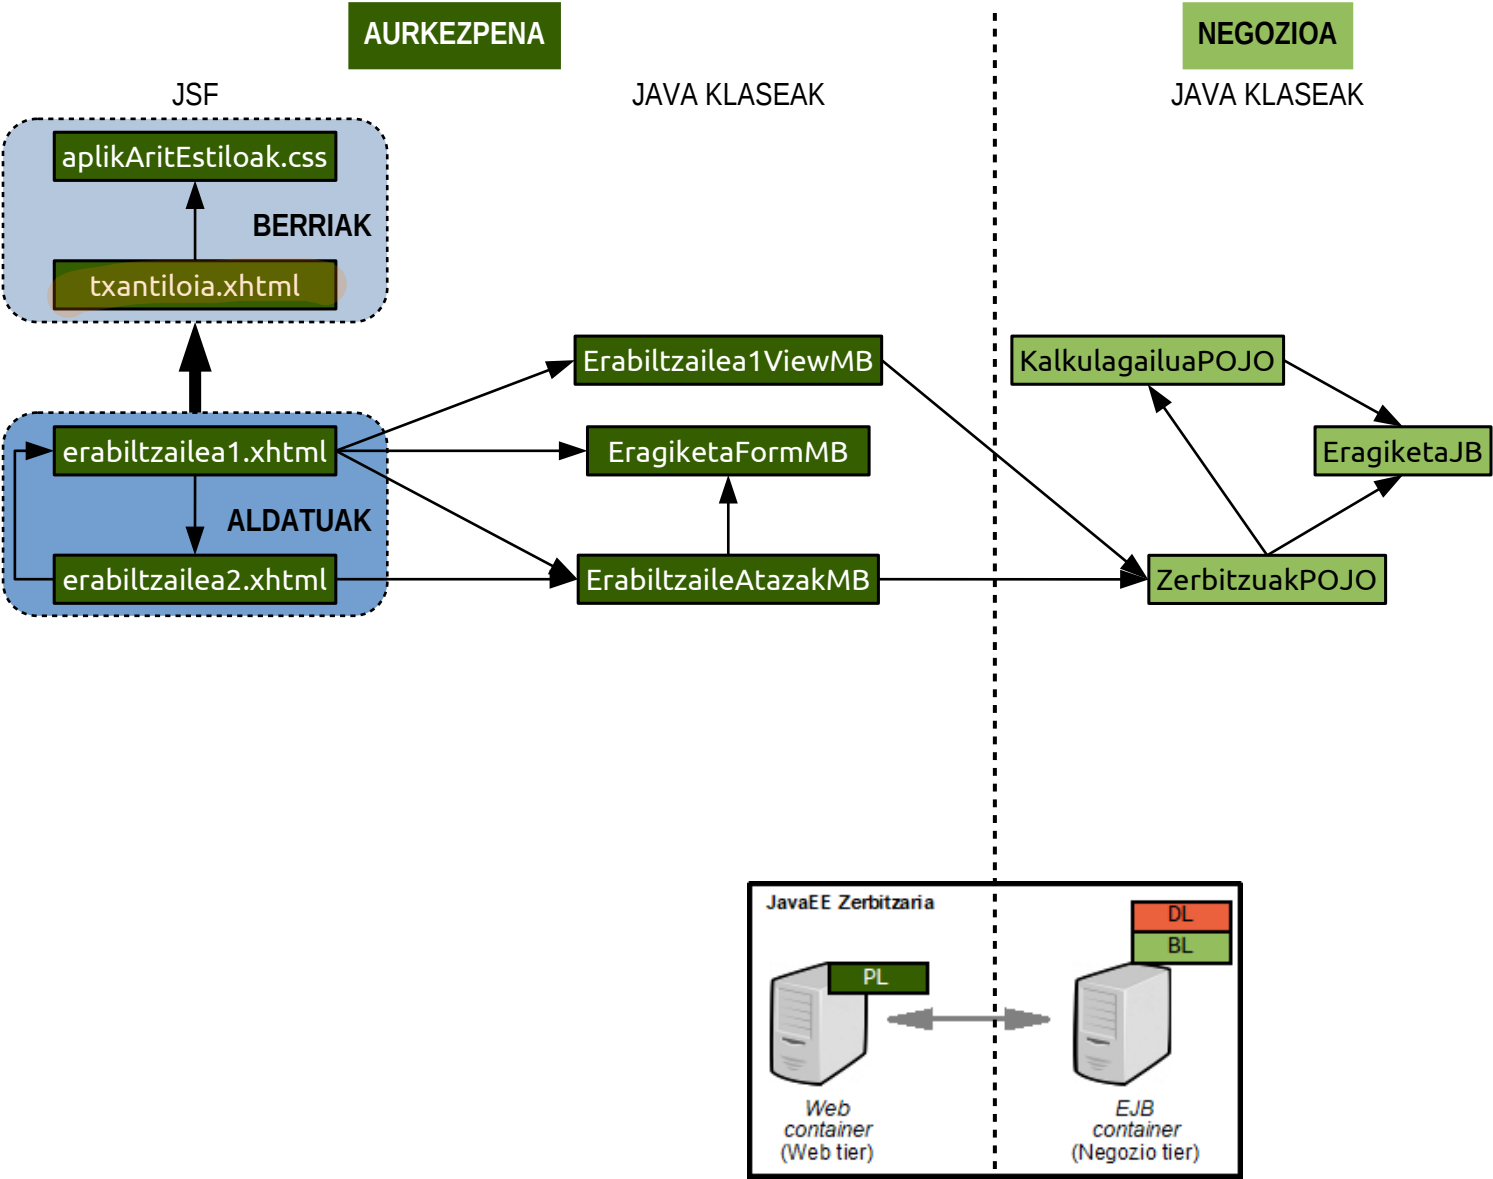 AURKEZPENA
NEGOZIOA
JSF
JAVA KLASEAK
JAVA KLASEAK
aplikAritEstiloak.css
BERRIAK
txantiloia.xhtml
Erabiltzailea1ViewMB
KalkulagailuaPOJO
erabiltzailea1.xhtml
EragiketaFormMB
EragiketaJB
ALDATUAK
erabiltzailea2.xhtml
ErabiltzaileAtazakMB
ZerbitzuakPOJO
JavaEE Zerbitzaria
DL
BL
PL
Web
container
(Web tier)
EJB
container
(Negozio tier)